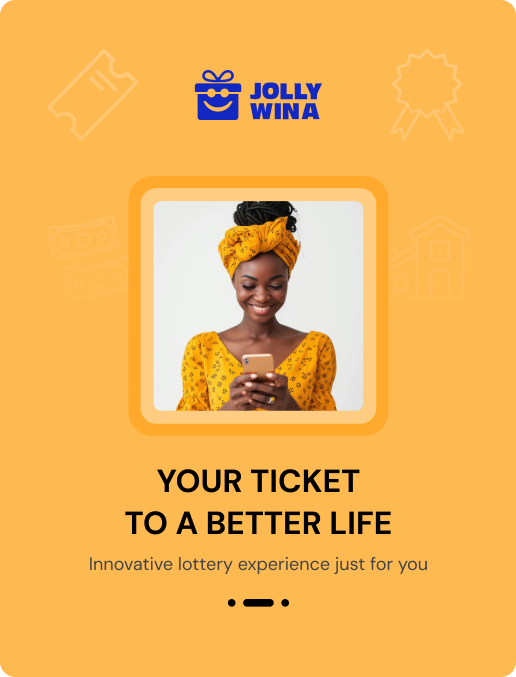 JOLLY
WINA
YOUR TICKET
TO A BETTER LIFE
Innovative lottery experience just for you